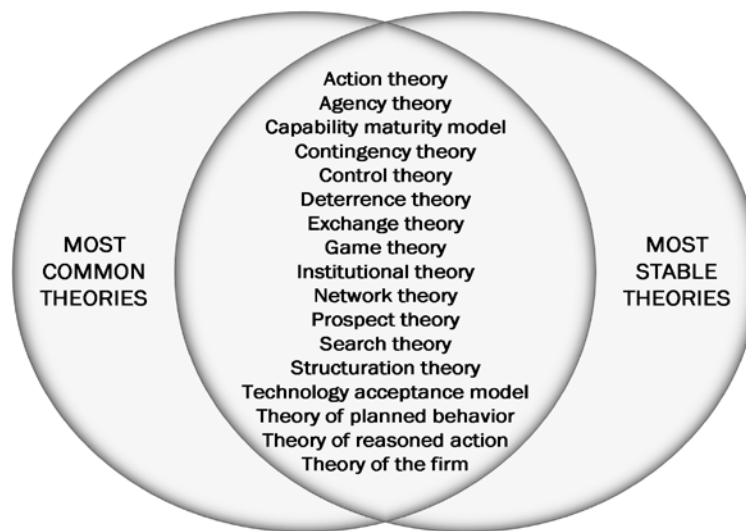 Action theory
Agency theory
Capability maturity model
Contingency theory
Control theory
Deterrence theory
Exchange theory
Game theory
Institutional theory
Network theory
Prospect theory
Search theory
Structuration theory
Technology acceptance model
Theory of planned behavior
Theory of reasoned action
Theory of the firm
MOST
COMMON
THEORIES
MOST
STABLE
THEORIES